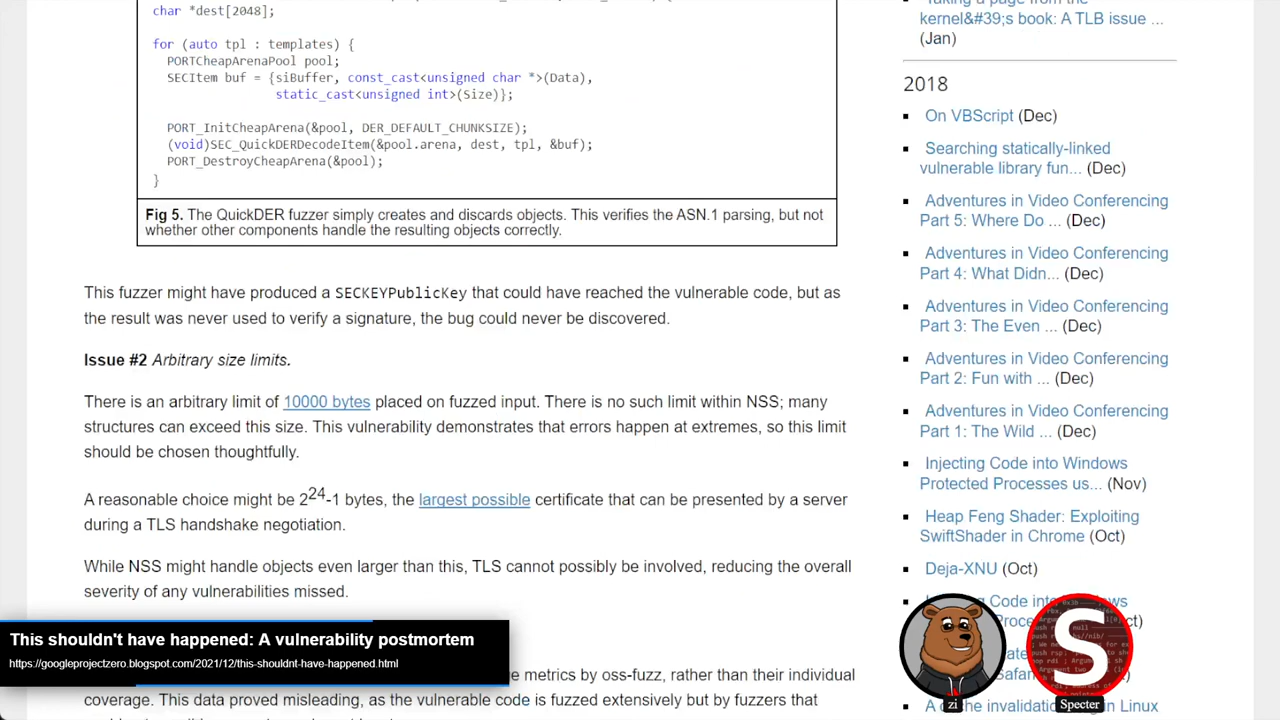 char *dest[2048];
for (auto tpl : templates) {
PORTCheapArenaPool pool;
SECItem buf = {siBuffer, const_cast<unsigned char *>(Data),
static_cast<unsigned int>(Size)};
PORT_InitCheapArena(&pool, DER_DEFAULT_CHUNKSIZE);
(void)SEC_QuickDERDecodeItem(&pool.arena, dest, tpl, &buf);
PORT_DestroyCheapArena(&pool);
}
Fig 5. The QuickDER fuzzer simply creates and discards objects. This verifies the ASN.1 parsing, but not
whether other components handle the resulting objects correctly.
This fuzzer might have produced a SECKEYPublicKey that could have reached the vulnerable code, but as
the result was never used to verify a signature, the bug could never be discovered.
Issue #2 Arbitrary size limits.
There is an arbitrary limit of 10000 bytes placed on fuzzed input. There is no such limit within NSS; many
structures can exceed this size. This vulnerability demonstrates that errors happen at extremes, so this limit
should be chosen thoughtfully.
A reasonable choice might be 2^24-1 bytes, the largest possible certificate that can be presented by a server
during a TLS handshake negotiation.
While NSS might handle objects even larger than this, TLS cannot possibly be involved, reducing the overall
severity of any vulnerabilities missed.
metrics by oss-fuzz, rather than their individual
coverage. This data proved misleading, as the vulnerable code is fuzzed extensively but by fuzzers that
This shouldn't have happened: A vulnerability postmortem
https://googleprojectzero.blogspot.com/2021/12/this-shouldnt-have-happened.html
Taking a page from the
kernel&#39;s book: A TLB issue ...
(Jan)
2018
On VBScript (Dec)
Searching statically-linked
vulnerable library fun... (Dec)
Adventures in Video Conferencing
Part 5: Where Do ... (Dec)
Adventures in Video Conferencing
Part 4: What Didn... (Dec)
Adventures in Video Conferencing
Part 3: The Even ... (Dec)
Adventures in Video Conferencing
Part 2: Fun with ... (Dec)
Adventures in Video Conferencing
Part 1: The Wild ... (Dec)
Injecting Code into Windows
Protected Processes us... (Nov)
Heap Feng Shader: Exploiting
SwiftShader in Chrome (Oct)
Deja-XNU (Oct)
Code
S
zi
Specter
invalidation
in Linux